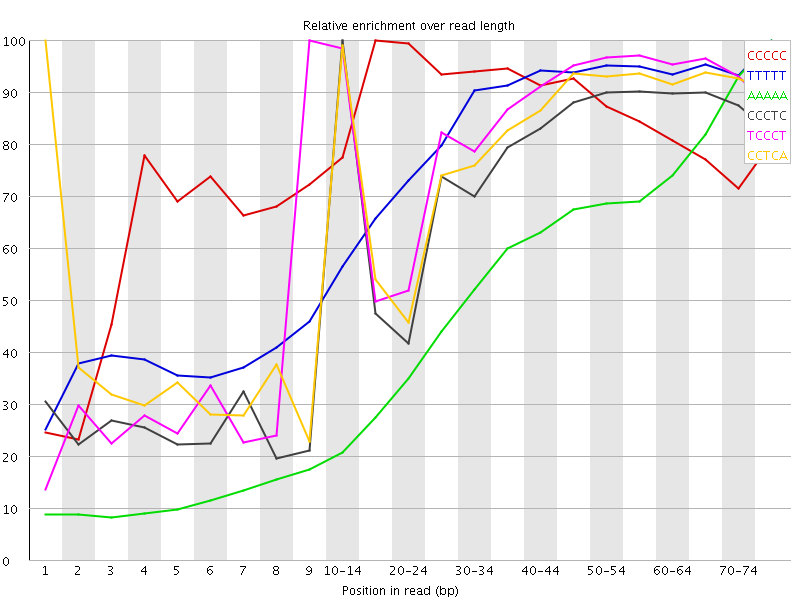 Relative enrichment over read length
100
90
80
70
60
50
40
30
20
10
0
CCCCC
TTTTT
AAAAA
CCCTC
TCCCT
CCTCA
1 2 3 4 5 6 7 8 9 10-14 20-24 30-34 40-44 50-54 60-64 70-74
Position in read (bp)